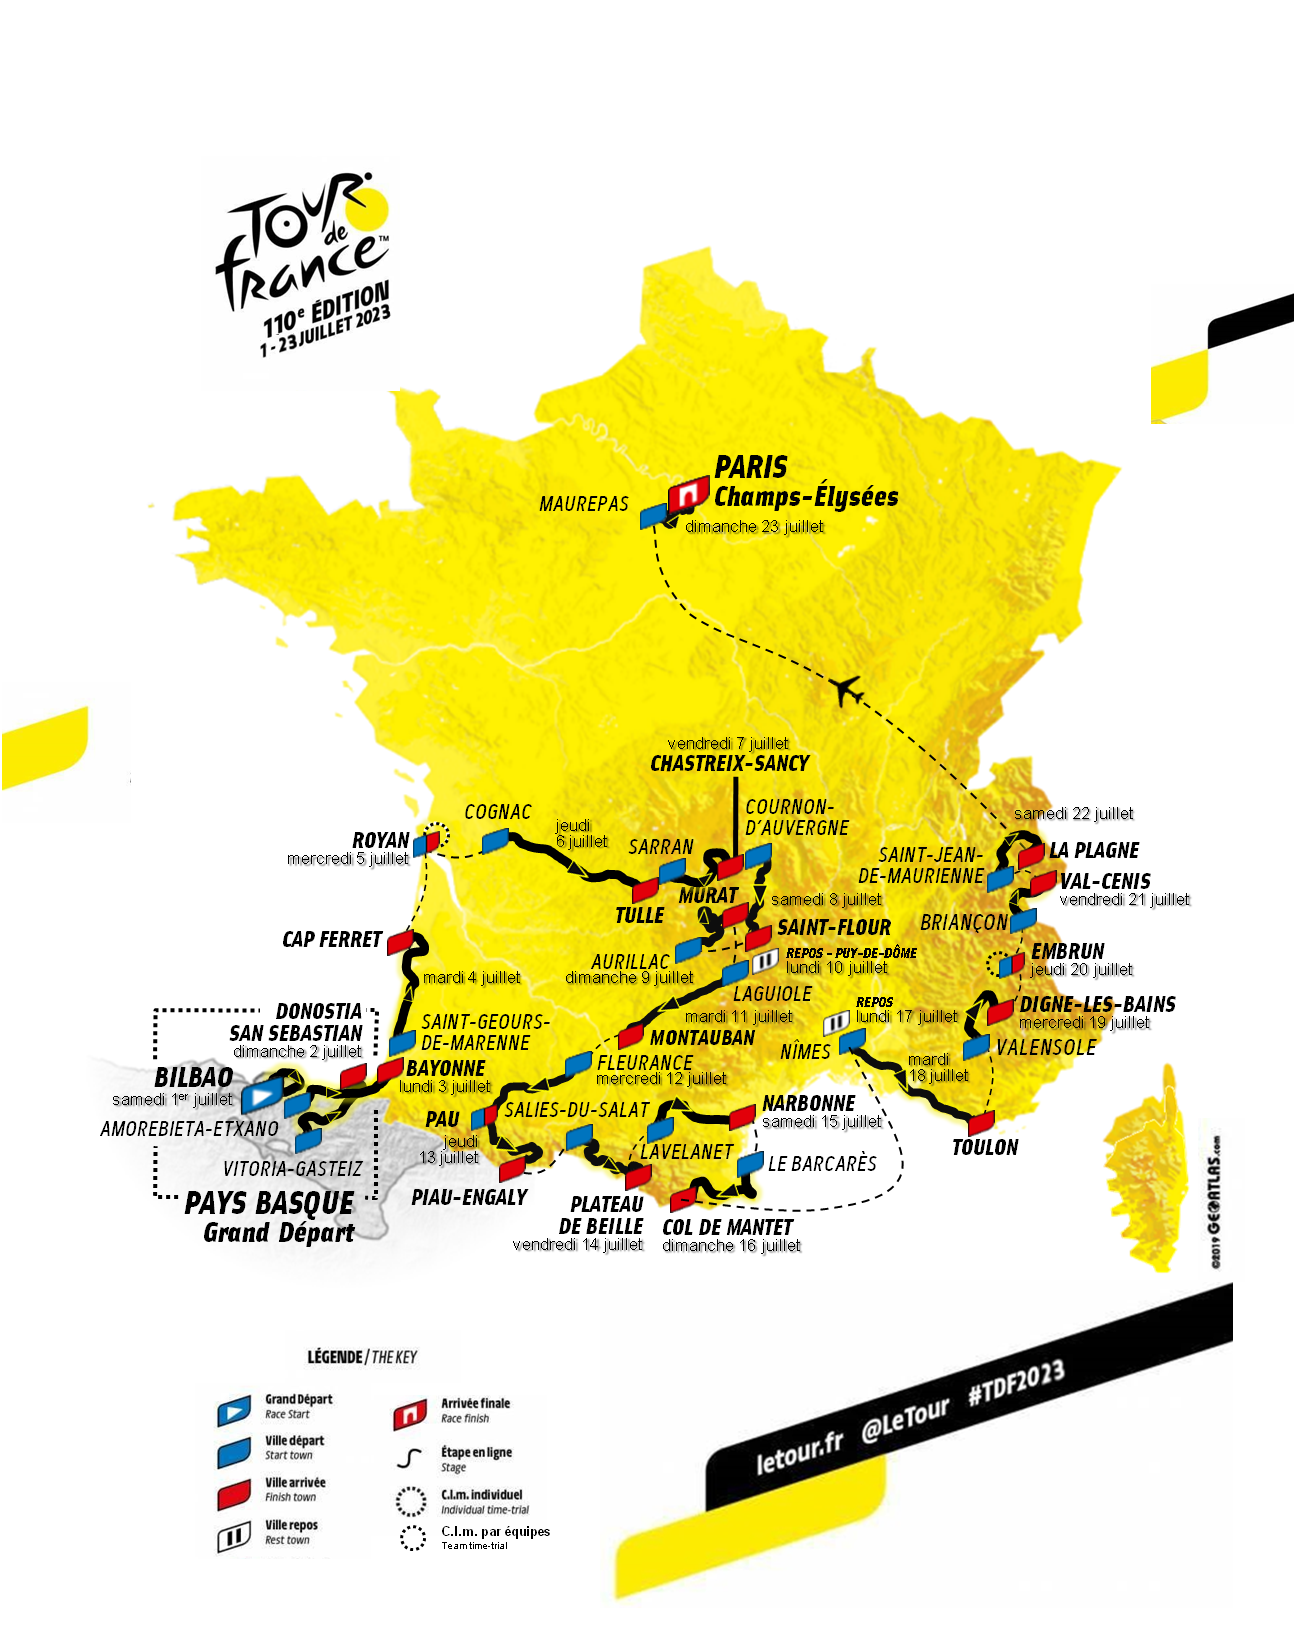 TOUR
de
france™
110e ÉDITION
1 - 23 JUILLET 2023
PARIS
Champs-Élysées
MAUREPAS
dimanche 23 juillet
vendredi 7 juillet
CHASTREIX-SANCY
COGNAC
COURNON-
D'AUVERGNE
jeudi
6 juillet
samedi 22 juillet
ROYAN
mercredi 5 juillet
SARRAN
SAINT-JEAN-
DE-MAURIENNE
LA PLAGNE
VAL-CENIS
vendredi 21 juillet
MURAT
TULLE
samedi 8 juillet
SAINT-FLOUR
BRIANÇON
CAP FERRET
AURILLAC
dimanche 9 juillet
REPOS - PUY-DE-DÔME
lundi 10 juillet
EMBRUN
jeudi 20 juillet
mardi 4 juillet
LAGUIOLE
mardi 11 juillet
REPOS
lundi 17 juillet
DIGNE-LES-BAINS
mercredi 19 juillet
DONOSTIA
SAN SEBASTIAN
dimanche 2 juillet
SAINT-GEOURS-
DE-MARENNE
MONTAUBAN
NÎMES
VALENSOLE
BAYONNE
lundi 3 juillet
FLEURANCE
mercredi 12 juillet
mardi
18 juillet
BILBAO
samedi 1er juillet
AMOREBIETA-ETXANO
VITORIA-GASTEIZ
PAYS BASQUE
Grand Départ
PAU
jeudi
13 juillet
SALIES-DU-SALAT
NARBONNE
samedi 15 juillet
TOULON
LAVELANET
LE BARCARÈS
PIAU-ENGALY
PLATEAU
DE BEILLE
vendredi 14 juillet
COL DE MANTET
dimanche 16 juillet
©2019 GEOATLAS.com
LÉGENDE / THE KEY
Grand Départ
Race Start
Ville départ
Start town
Ville arrivée
Finish town
Ville repos
Rest town
Arrivée finale
Race finish
Étape en ligne
Stage
C.l.m. individuel
Individual time-trial
C.l.m. par équipes
Team time-trial
letour.fr @LeTour #TDF2023